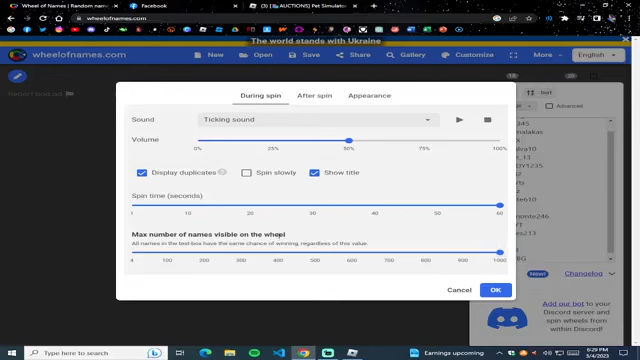 Wheel of Names | Random name
Facebook
[AUCTIONS] Pet Simulator
wheelofnames.com
The world stands with Ukraine
wheelofnames.com
New
Open
Save
Share
Gallery
Customize
More
English
During spin
After spin
Appearance
Sound
Ticking sound
Volume
0%
25%
50%
75%
100%
Display duplicates
Spin slowly
Show title
Spin time (seconds)
1
10
20
30
40
50
60
Max number of names visible on the wheel
All names in the text-box have the same chance of winning, regardless of this value.
4
100
200
300
400
500
600
700
800
900
1000
Cancel
OK
Advanced
New!
Changelog
Add our bot to your
Discord server and
spin wheels from
within Discord!
Type here to search
Earnings upcoming
6:29 PM
3/4/2023